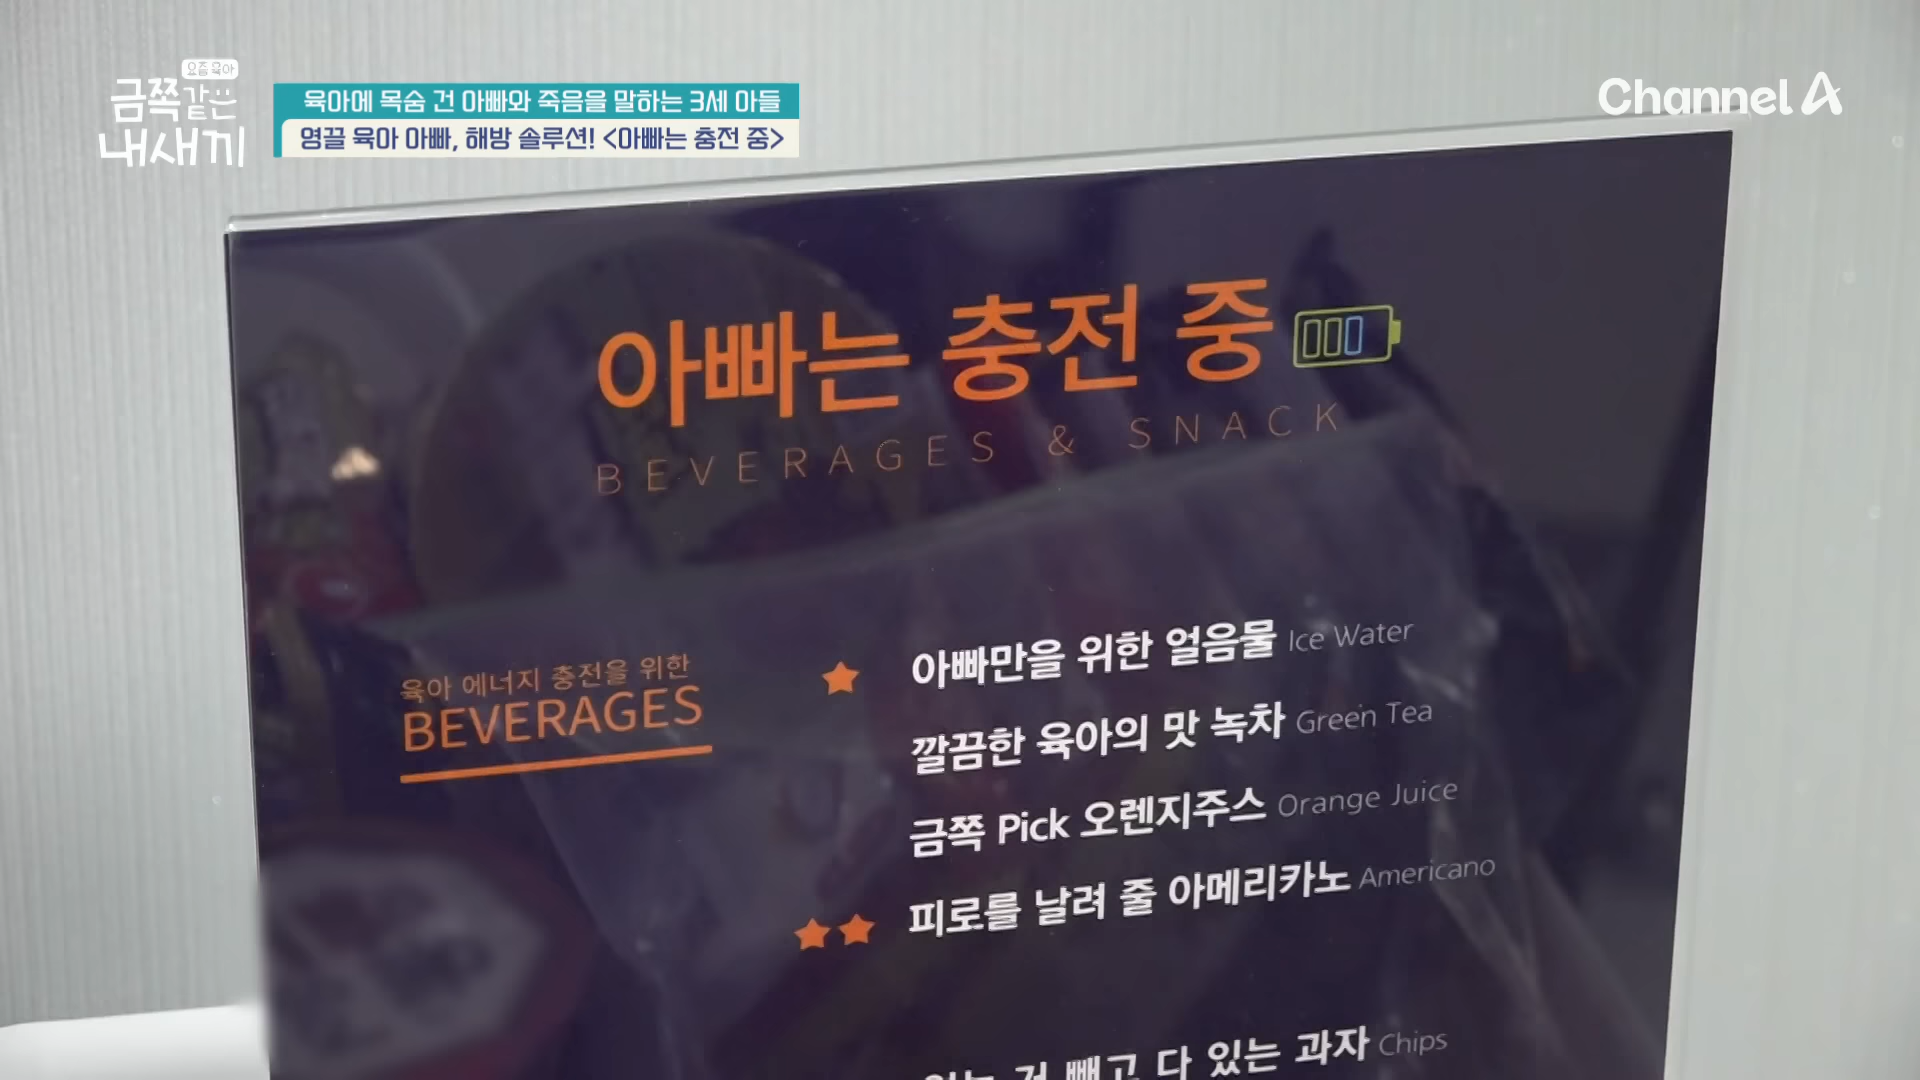 요즘 육아
금쪽같은
내새끼
육아에 목숨 건 아빠와 죽음을 말하는 3세 아들
영끌 육아 아빠, 해방 솔루션! <아빠는 충전 중>
Channel A
아빠는 충전 중
BEVERAGES & SNACK
육아 에너지 충전을 위한
BEVERAGES
아빠만을 위한 얼음물 Ice Water
깔끔한 육아의 맛 녹차 Green Tea
금쪽 Pick 오렌지주스 Orange Juice
피로를 날려 줄 아메리카노 Americano
빼고 다 있는 과자 Chips